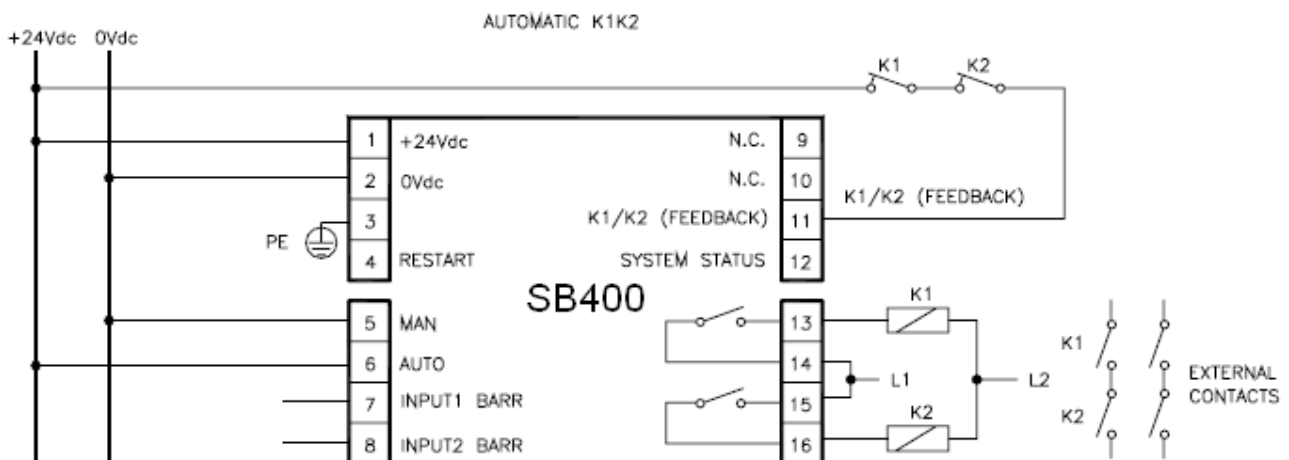 AUTOMATIC K1K2
+24Vdc 0Vdc
K1 K2
1 +24Vdc N.C. 9
2 0Vdc N.C. 10
K1/K2 (FEEDBACK)
3 K1/K2 (FEEDBACK) 11
PE
4 RESTART SYSTEM STATUS 12
SB400
K1
5 MAN 13
K1
6 AUTO 14
L1 L2
EXTERNAL
CONTACTS
7 INPUT1 BARR 15
K2
K2
8 INPUT2 BARR 16